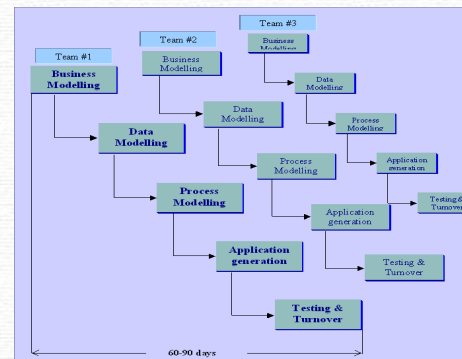 Team #1
Business
Modelling
Data
Modelling
Process
Modelling
Application
generation
Testing &
Turnover
Team #2
Business
Modelling
Data
Modelling
Process
Modelling
Application
generation
Testing &
Turnover
Team #3
Business
Modelling
Data
Modelling
Process
Modelling
Application
generation
Testing &
Turnover
60-90 days